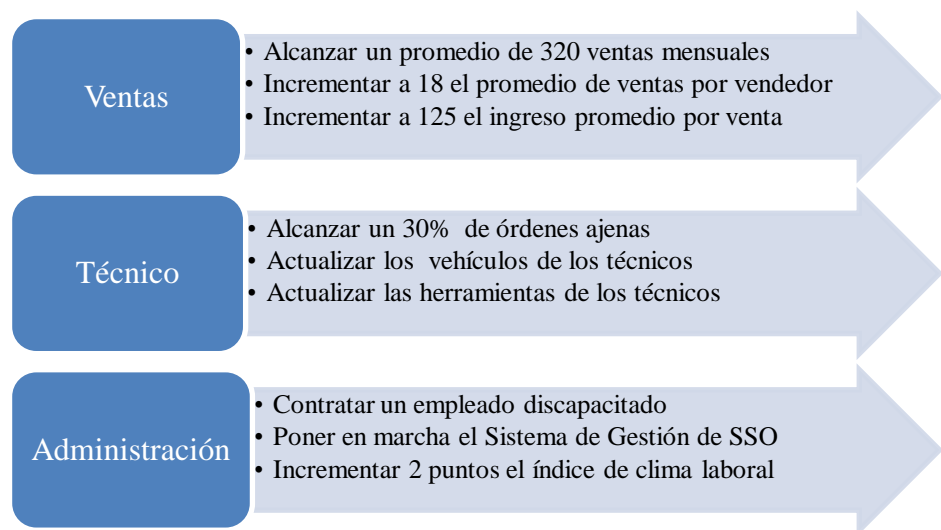 Ventas
• Alcanzar un promedio de 320 ventas mensuales
• Incrementar a 18 el promedio de ventas por vendedor
• Incrementar a 125 el ingreso promedio por venta
Técnico
• Alcanzar un 30% de órdenes ajenas
• Actualizar los vehículos de los técnicos
• Actualizar las herramientas de los técnicos
Administración
• Contratar un empleado discapacitado
• Poner en marcha el Sistema de Gestión de SSO
• Incrementar 2 puntos el índice de clima laboral